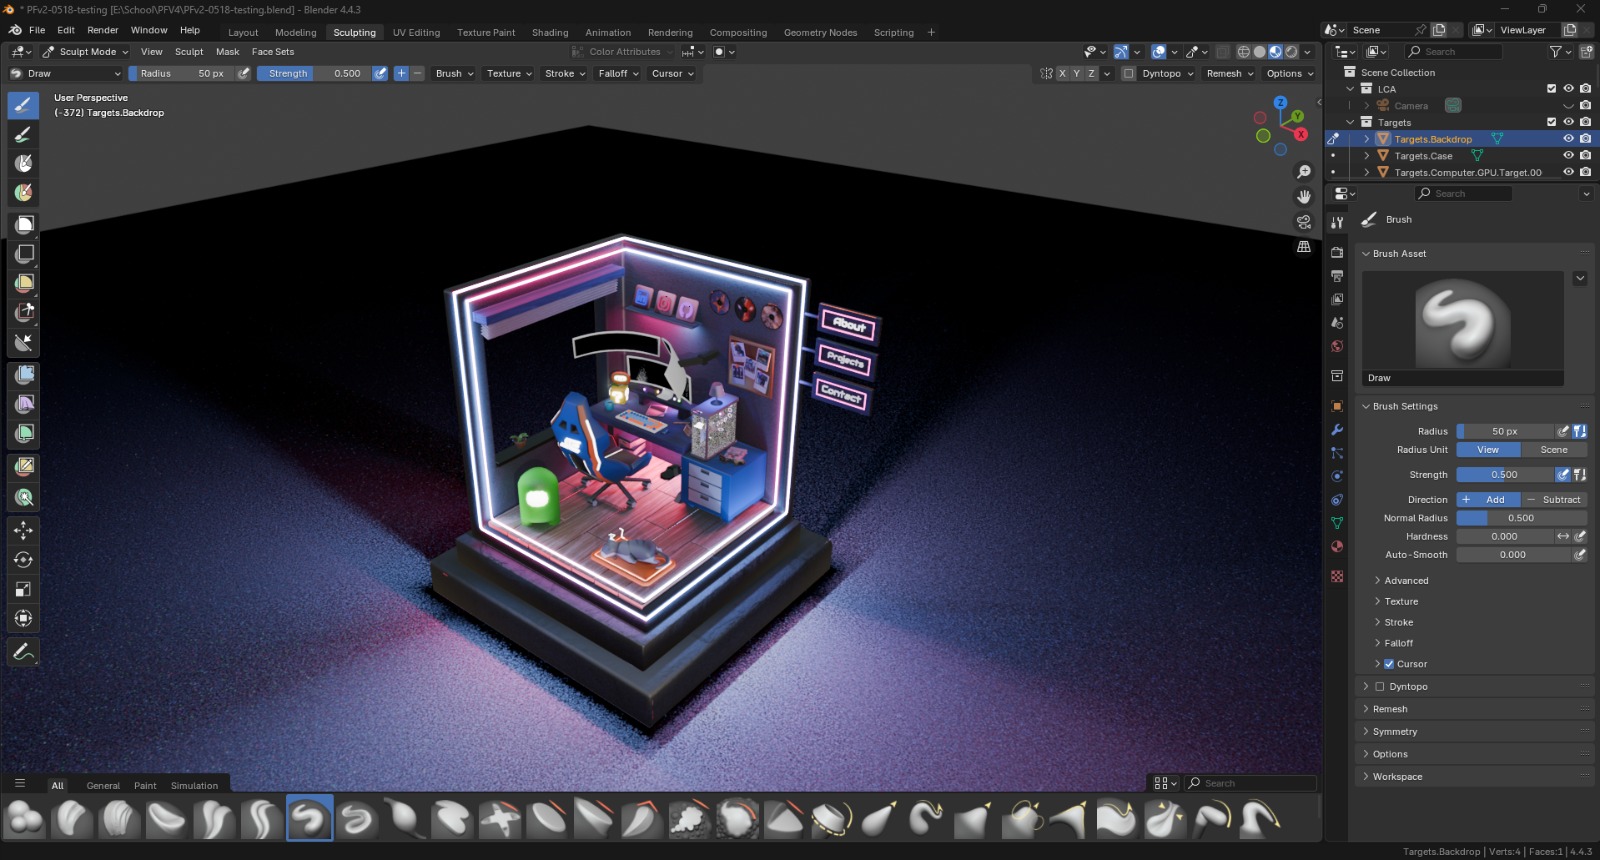 * PFv2-0518-testing [E:\School\PFV4\PFv2-0518-testing.blend] - Blender 4.4.3
File Edit Render Window Help
Layout Modeling Sculpting UV Editing Texture Paint Shading Animation Rendering Compositing Geometry Nodes Scripting +
Scene
ViewLayer
Sculpt Mode View Sculpt Mask Face Sets
Color Attributes
Search
Draw Radius 50 px Strength 0.500 Brush Texture Stroke Falloff Cursor
X Y Z Dyntopo Remesh Options
User Perspective
(-372) Targets.Backdrop
Z
Y
X
About
Projects
Contact
Scene Collection
LCA
Camera
Targets
Targets.Backdrop
Targets.Case
Targets.Computer.GPU.Target.00
Search
Brush
Brush Asset
Draw
Brush Settings
Radius 50 px
Radius Unit View Scene
Strength 0.500
Direction + Add − Subtract
Normal Radius 0.500
Hardness 0.000
Auto-Smooth 0.000
Advanced
Texture
Stroke
Falloff
Cursor
Dyntopo
Remesh
Symmetry
Options
Workspace
All General Paint Simulation
Search
Targets.Backdrop | Verts:4 | Faces:1 | 4.4.3